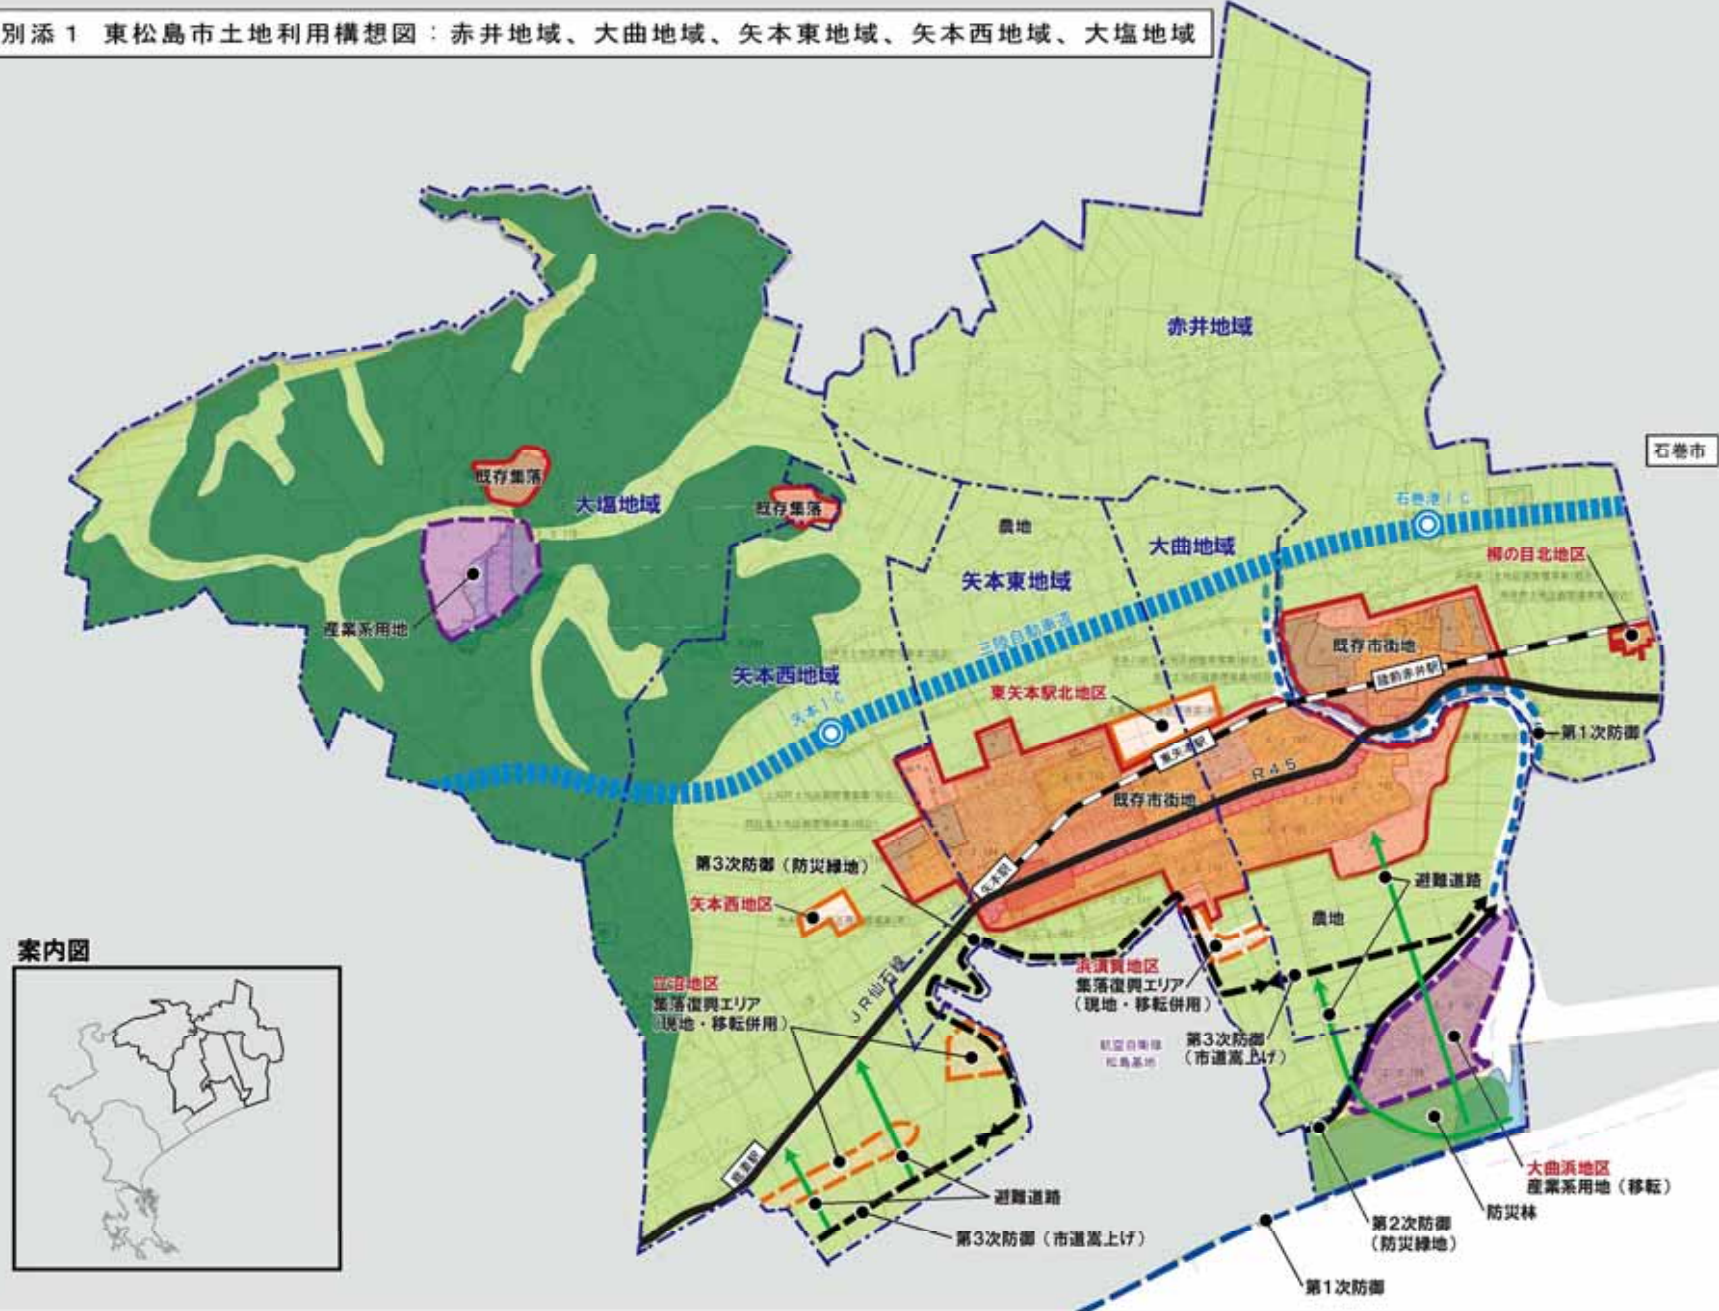 別添1 東松島市土地利用構想図：赤井地域、大曲地域、矢本東地域、矢本西地域、大塩地域
赤井地域
石巻市
既存集落
大塩地域
既存集落
石巻港IC
農地
大曲地域
柳の目北地区
矢本東地域
産業系用地
三陸自動車道
既存市街地
陸前赤井駅
矢本西地域
東矢本駅北地区
矢本IC
東矢本駅
第1次防御
R45
既存市街地
第3次防御（防災緑地）
矢本駅
避難道路
矢本西地区
農地
案内図
JR仙石線
立沼地区
集落復興エリア
（現地・移転併用）
浜須賀地区
集落復興エリア
（現地・移転併用）
航空自衛隊
松島基地
第3次防御
（市道嵩上げ）
鹿妻駅
避難道路
大曲浜地区
産業系用地（移転）
防災林
第3次防御（市道嵩上げ）
第2次防御
（防災緑地）
第1次防御